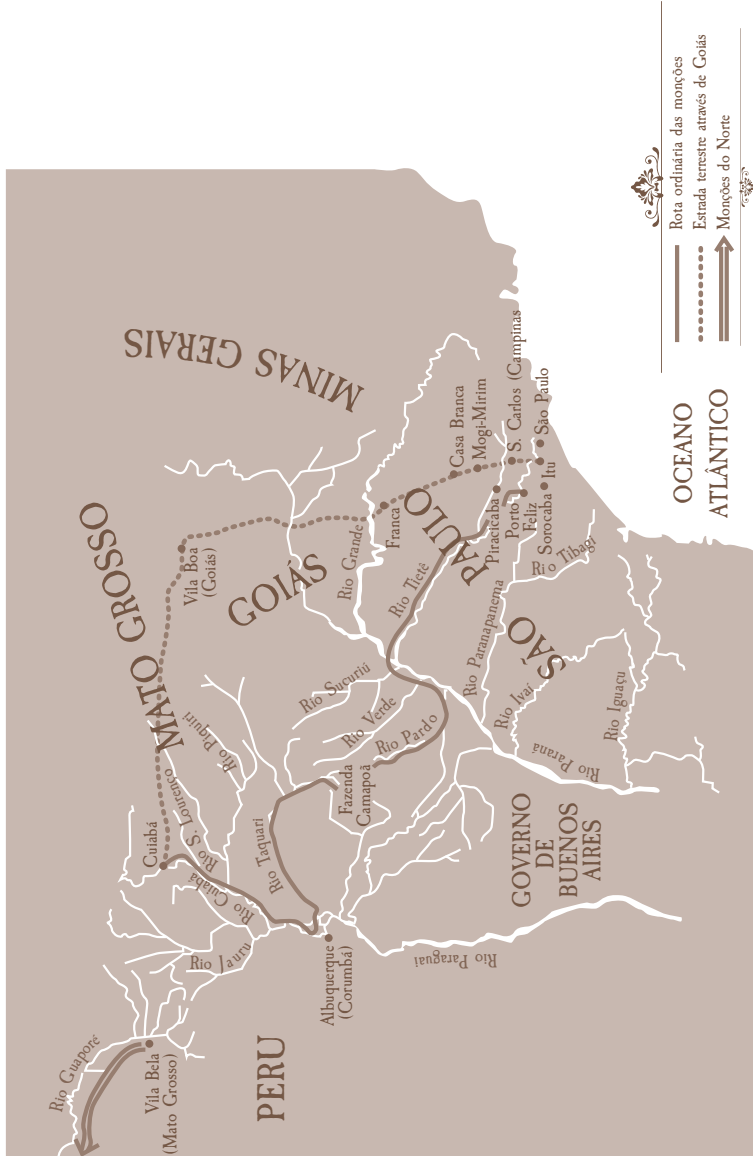 MINAS GERAIS
MATO GROSSO
GOIÁS
SÃO
PAULO
PERU
GOVERNO
DE
BUENOS
AIRES
OCEANO
ATLÂNTICO
Rio Guaporé
Vila Bela
(Mato Grosso)
Rio Jauru
Cuiabá
Rio Cuiabá
Rio S. Lourenço
Rio Piquiri
Rio Taquari
Albuquerque
(Corumbá)
Rio Paraguai
Fazenda
Camapoã
Rio Sucuriú
Rio Verde
Rio Pardo
Vila Boa
(Goiás)
Rio Grande
Franca
Casa Branca
Mogi-Mirim
S. Carlos (Campinas
São Paulo
Itu
Sorocaba
Porto
Feliz
Piracicaba
Rio Tietê
Rio Paranapanema
Rio Tibagi
Rio Ivaí
Rio Iguaçu
Rio Paraná
Rota ordinária das monções
Estrada terrestre através de Goiás
Monções do Norte